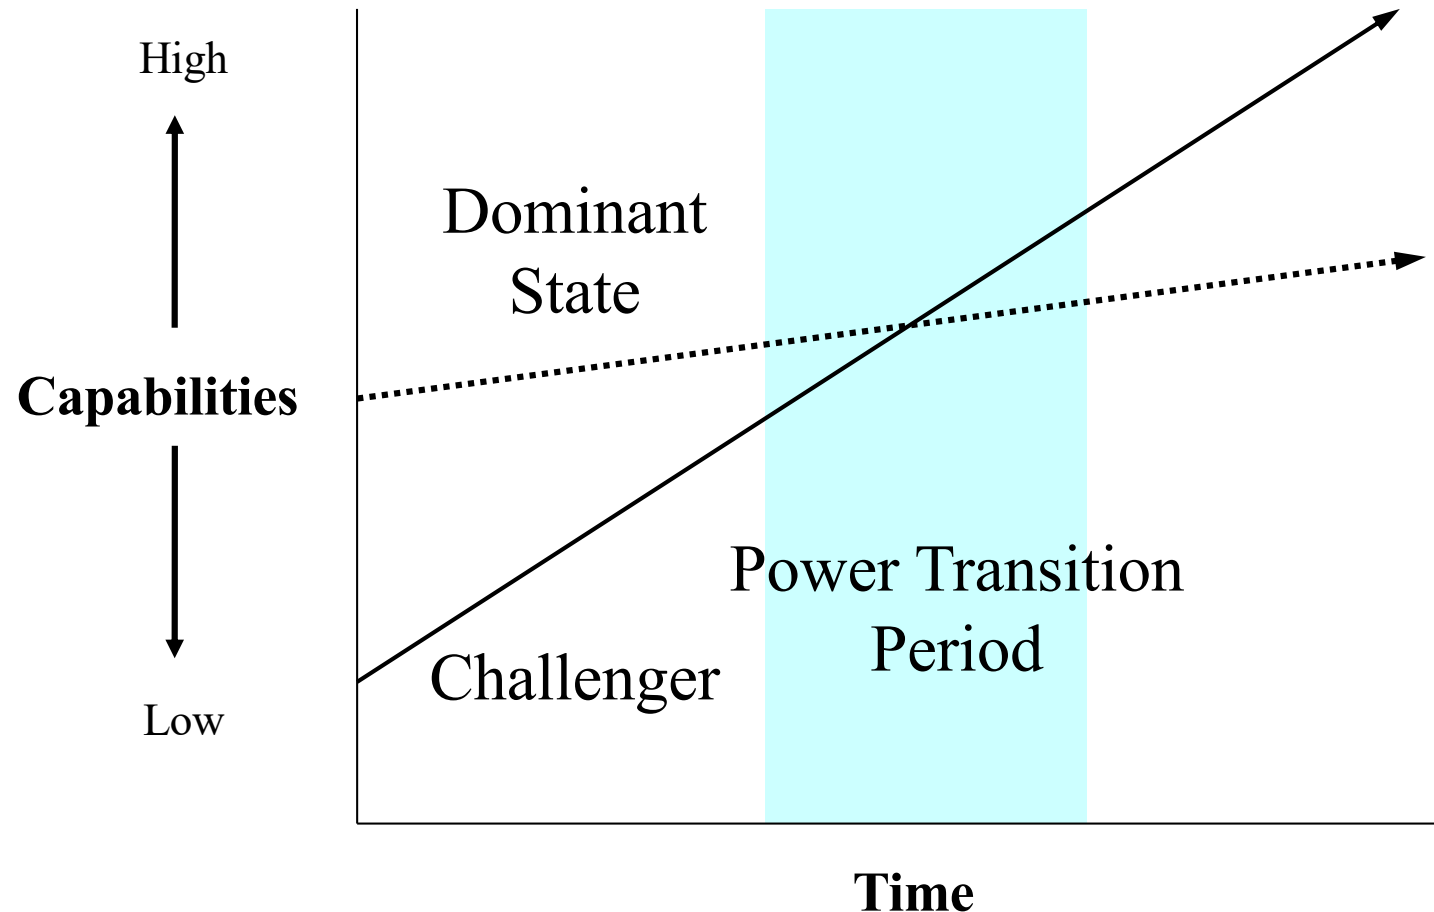 High
Dominant
State
Capabilities
Power Transition
Period
Challenger
Low
Time